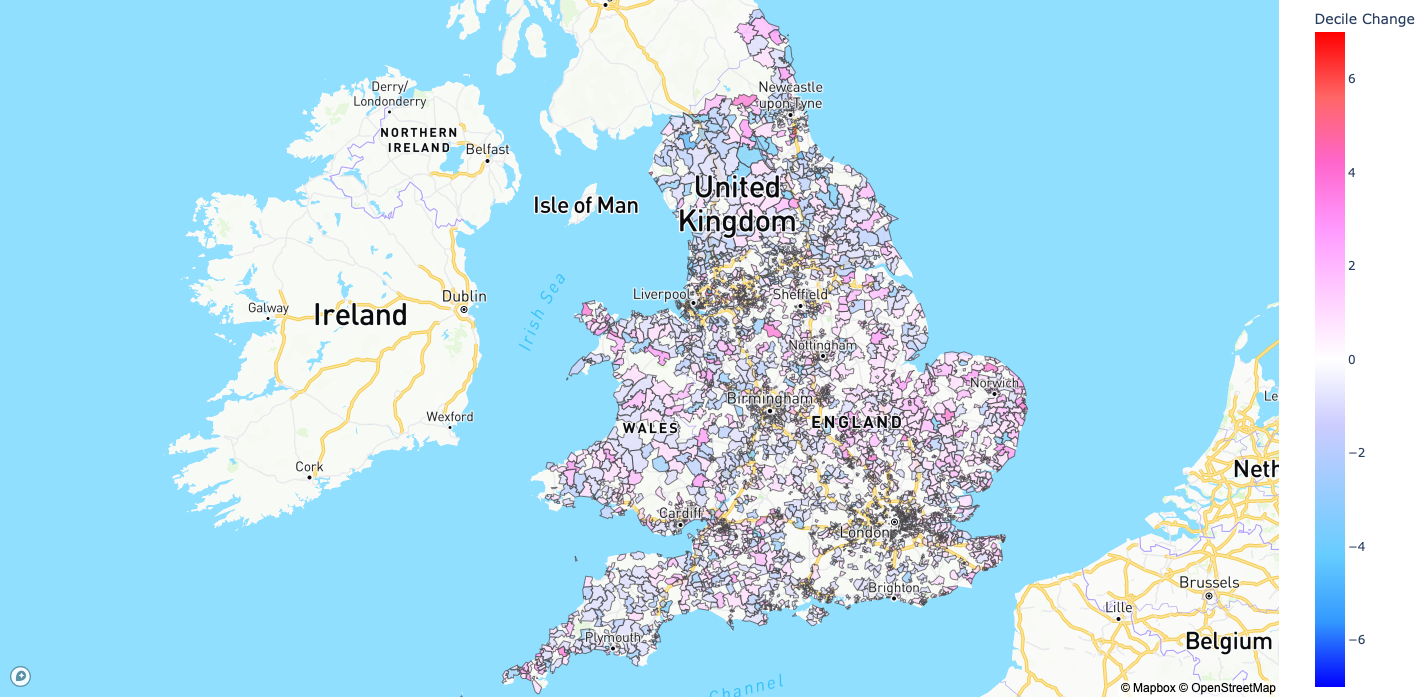 Decile Change
6
4
2
0
−2
−4
−6
Derry/
Londonderry
NORTHERN
IRELAND
Belfast
Newcastle
upon Tyne
United
Kingdom
Isle of Man
Irish Sea
Galway
Ireland
Dublin
Liverpool
Sheffield
Nottingham
Norwich
Birmingham
ENGLAND
WALES
Wexford
Cork
Cardiff
London
Brighton
Plymouth
Channel
Le
Neth
Brussels
Lille
Belgium
© Mapbox © OpenStreetMap